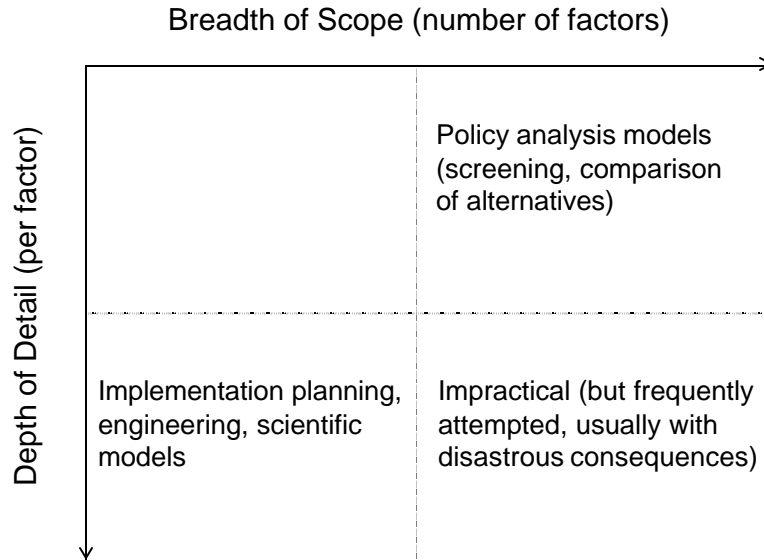 Breadth of Scope (number of factors)
Depth of Detail (per factor)
Policy analysis models
(screening, comparison
of alternatives)
Implementation planning,
engineering, scientific
models
Impractical (but frequently
attempted, usually with
disastrous consequences)